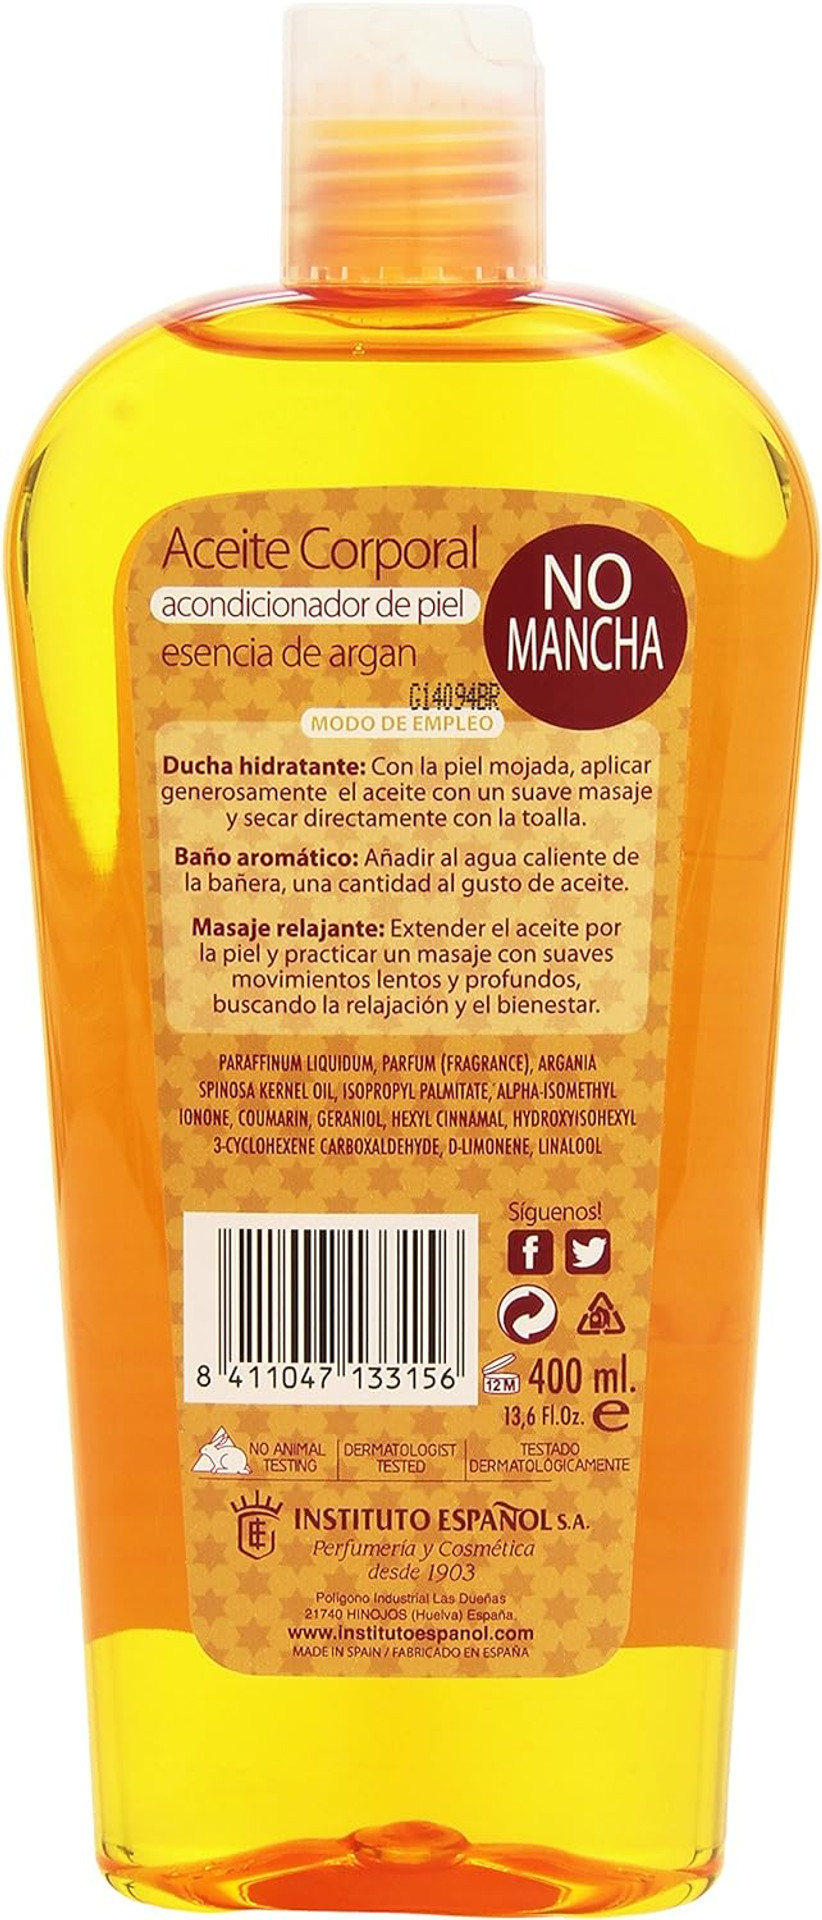 Aceite Corporal
acondicionador de piel
esencia de argan
NO
MANCHA
C14094BR
MODO DE EMPLEO
Ducha hidratante: Con la piel mojada, aplicar
generosamente el aceite con un suave masaje
y secar directamente con la toalla.
Baño aromático: Añadir al agua caliente de
la bañera, una cantidad al gusto de aceite.
Masaje relajante: Extender el aceite por
la piel y practicar un masaje con suaves
movimientos lentos y profundos,
buscando la relajación y el bienestar.
PARAFFINUM LIQUIDUM, PARFUM (FRAGRANCE), ARGANIA
SPINOSA KERNEL OIL, ISOPROPYL PALMITATE, ALPHA-ISOMETHYL
IONONE, COUMARIN, GERANIOL, HEXYL CINNAMAL, HYDROXYISOHEXYL
3-CYCLOHEXENE CARBOXALDEHYDE, D-LIMONENE, LINALOOL
Síguenos!
8 411047 133156
12M
400 ml.
13,6 Fl.Oz. e
NO ANIMAL
TESTING
DERMATOLOGIST
TESTED
TESTADO
DERMATOLÓGICAMENTE
INSTITUTO ESPAÑOL S.A.
Perfumería y Cosmética
desde 1903
Polígono Industrial Las Dueñas
21740 HINOJOS (Huelva) España.
www.institutoespanol.com
MADE IN SPAIN / FABRICADO EN ESPAÑA